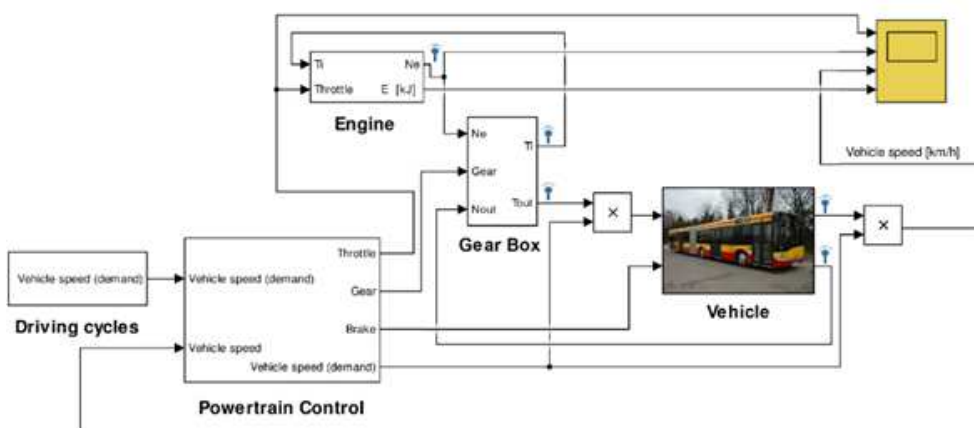 Ti
Ne
Throttle
E [kJ]
Engine
Ne
Ti
Gear
Tout
Nout
Gear Box
×
×
Vehicle speed [km/h]
Vehicle
Vehicle speed (demand)
Driving cycles
Throttle
Vehicle speed (demand)
Gear
Brake
Vehicle speed
Vehicle speed (demand)
Powertrain Control